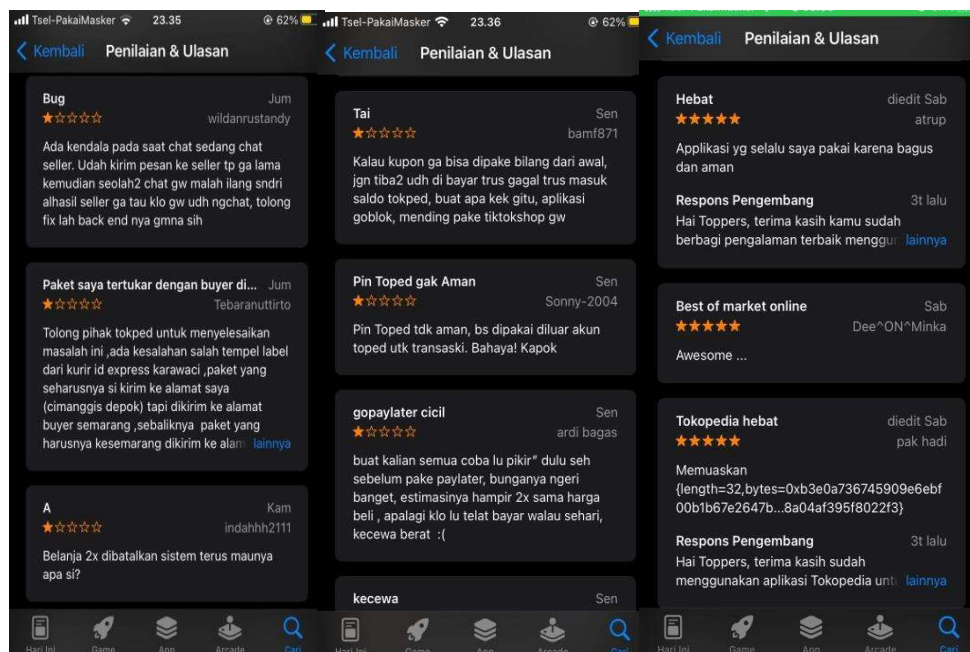 Tsel-PakaiMasker 23.35 62%
Kembali Penilaian & Ulasan
Bug Jum
wildanrustandy
Ada kendala pada saat chat sedang chat
seller. Udah kirim pesan ke seller tp ga lama
kemudian seolah2 chat gw malah ilang sndri
alhasil seller ga tau klo gw udh ngchat, tolong
fix lah back end nya gmna sih
Paket saya tertukar dengan buyer di... Jum
Tebaranuttirto
Tolong pihak tokped untuk menyelesaikan
masalah ini ,ada kesalahan salah tempel label
dari kurir id express karawaci ,paket yang
seharusnya si kirim ke alamat saya
(cimanggis depok) tapi dikirim ke alamat
buyer semarang ,sebaliknya paket yang
harusnya kesemarang dikirim ke alam lainnya
A Kam
indahhh2111
Belanja 2x dibatalkan sistem terus maunya
apa si?
Hari Ini Game App Arcade Cari
Tsel-PakaiMasker 23.36 62%
Kembali Penilaian & Ulasan
Tai Sen
bamf871
Kalau kupon ga bisa dipake bilang dari awal,
jgn tiba2 udh di bayar trus gagal trus masuk
saldo tokped, buat apa kek gitu, aplikasi
goblok, mending pake tiktokshop gw
Pin Toped gak Aman Sen
Sonny-2004
Pin Toped tdk aman, bs dipakai diluar akun
toped utk transaski. Bahaya! Kapok
gopaylater cicil Sen
ardi bagas
buat kalian semua coba lu pikir" dulu seh
sebelum pake paylater, bunganya ngeri
banget, estimasinya hampir 2x sama harga
beli , apalagi klo lu telat bayar walau sehari,
kecewa berat :(
kecewa Sen
Hari Ini Game App Arcade Cari
Kembali Penilaian & Ulasan
Hebat diedit Sab
atrup
Applikasi yg selalu saya pakai karena bagus
dan aman
Respons Pengembang 3t lalu
Hai Toppers, terima kasih kamu sudah
berbagi pengalaman terbaik menggu lainnya
Best of market online Sab
Dee^ON^Minka
Awesome ...
Tokopedia hebat diedit Sab
pak hadi
Memuaskan
{length=32,bytes=0xb3e0a736745909e6ebf
00b1b67e2647b...8a04af395f8022f3}
Respons Pengembang 3t lalu
Hai Toppers, terima kasih sudah
menggunakan aplikasi Tokopedia unt lainnya
Hari Ini Game App Arcade Cari